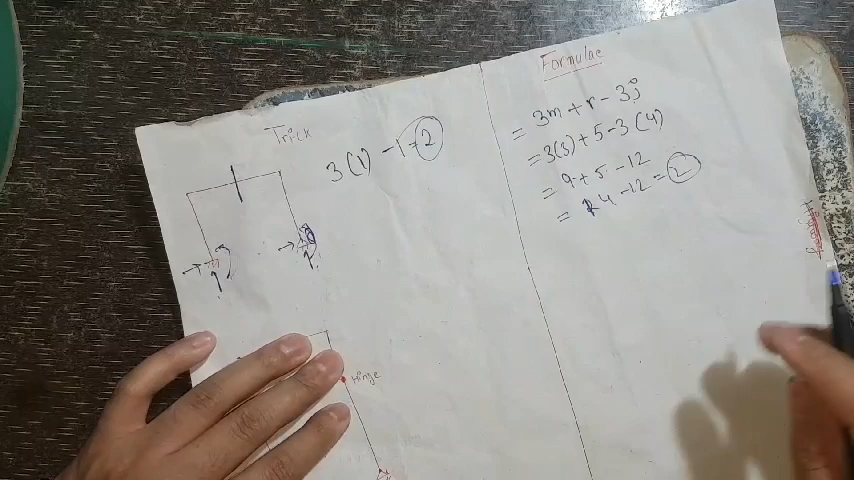 Trick
3(1) - 1 = 2
Hinge
Formulae
= 3m + r - 3j
= 3(3) + 5 - 3(4)
= 9 + 5 - 12
= 14 - 12 = 2